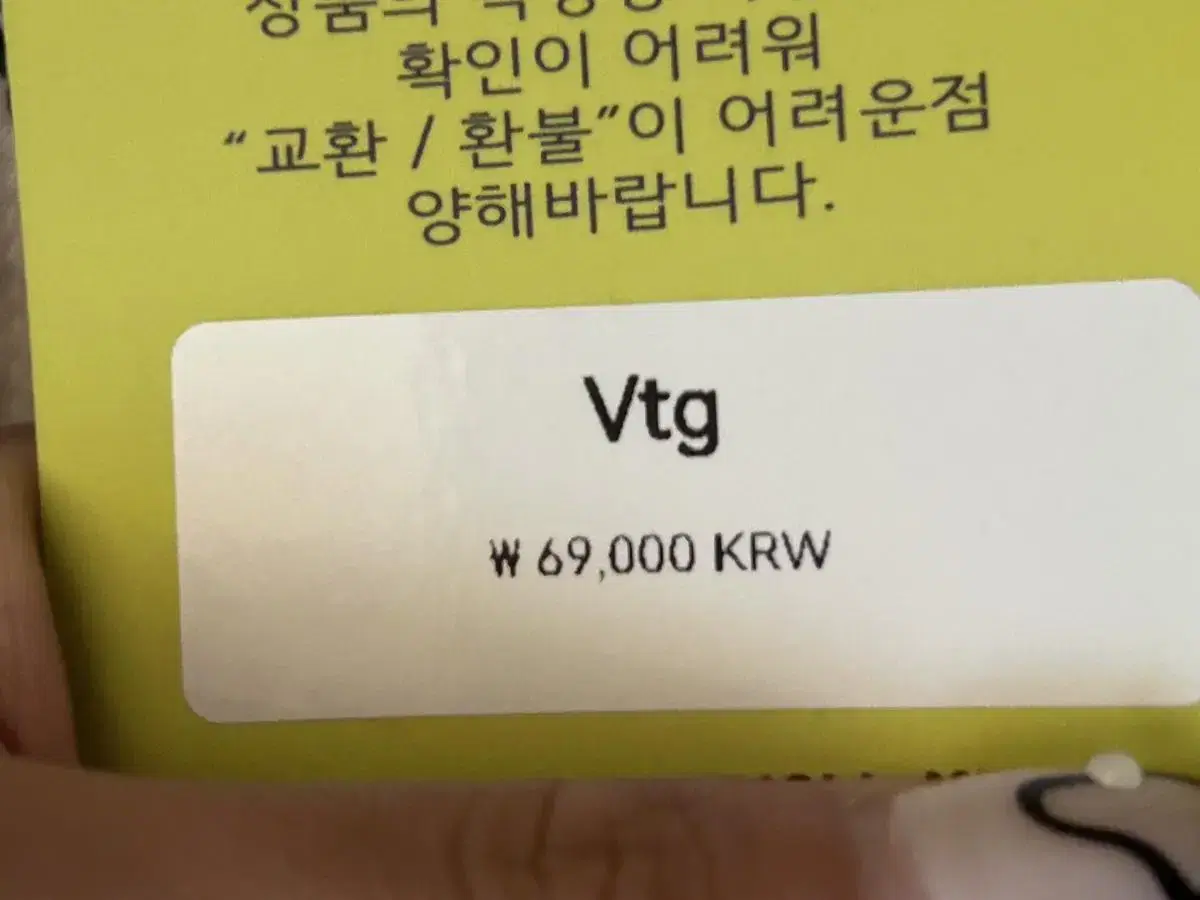 확인이 어려워
“교환 / 환불”이 어려운점
양해바랍니다.
Vtg
₩ 69,000 KRW